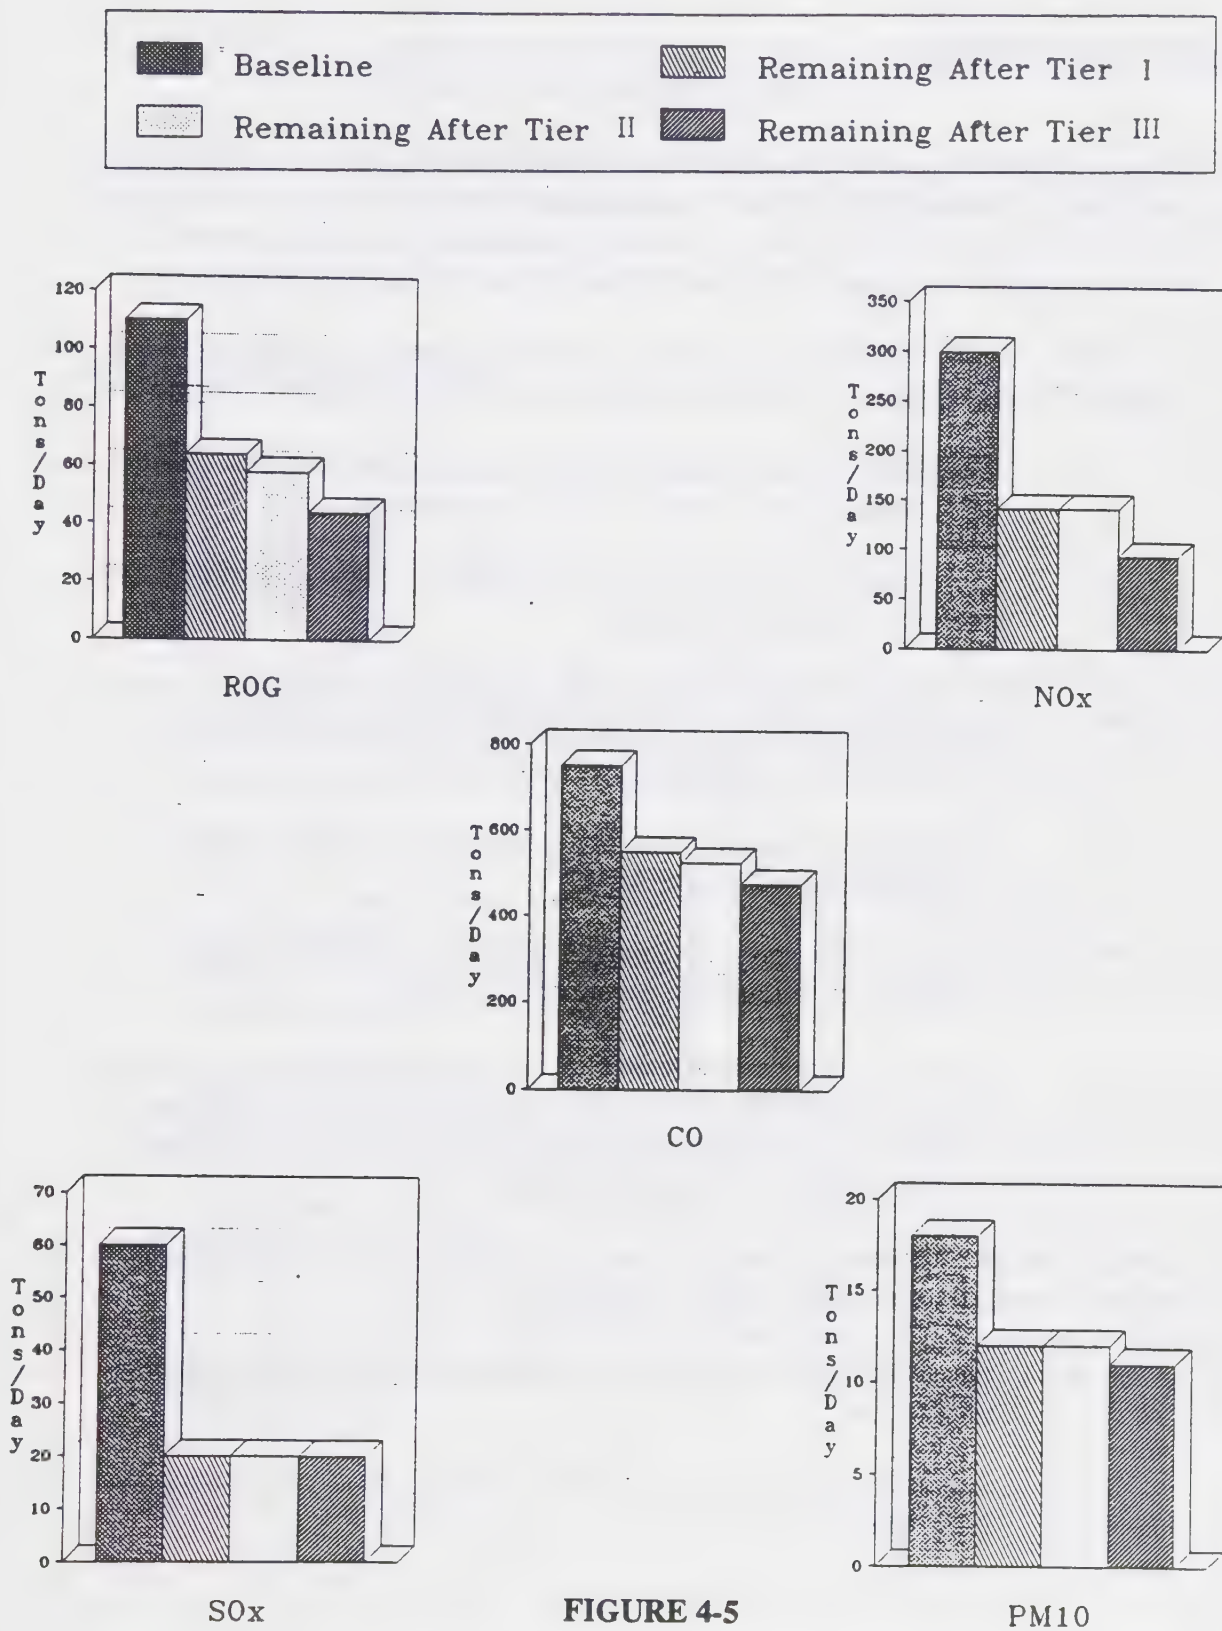 Baseline
Remaining After Tier I
Remaining After Tier II
Remaining After Tier III
120
100
80
60
40
20
0
Tons/Day
ROG
350
300
250
200
150
100
50
0
Tons/Day
NOx
800
600
400
200
0
Tons/Day
CO
70
60
50
40
30
20
10
0
Tons/Day
SOx
20
15
10
5
0
Tons/Day
PM10
FIGURE 4-5